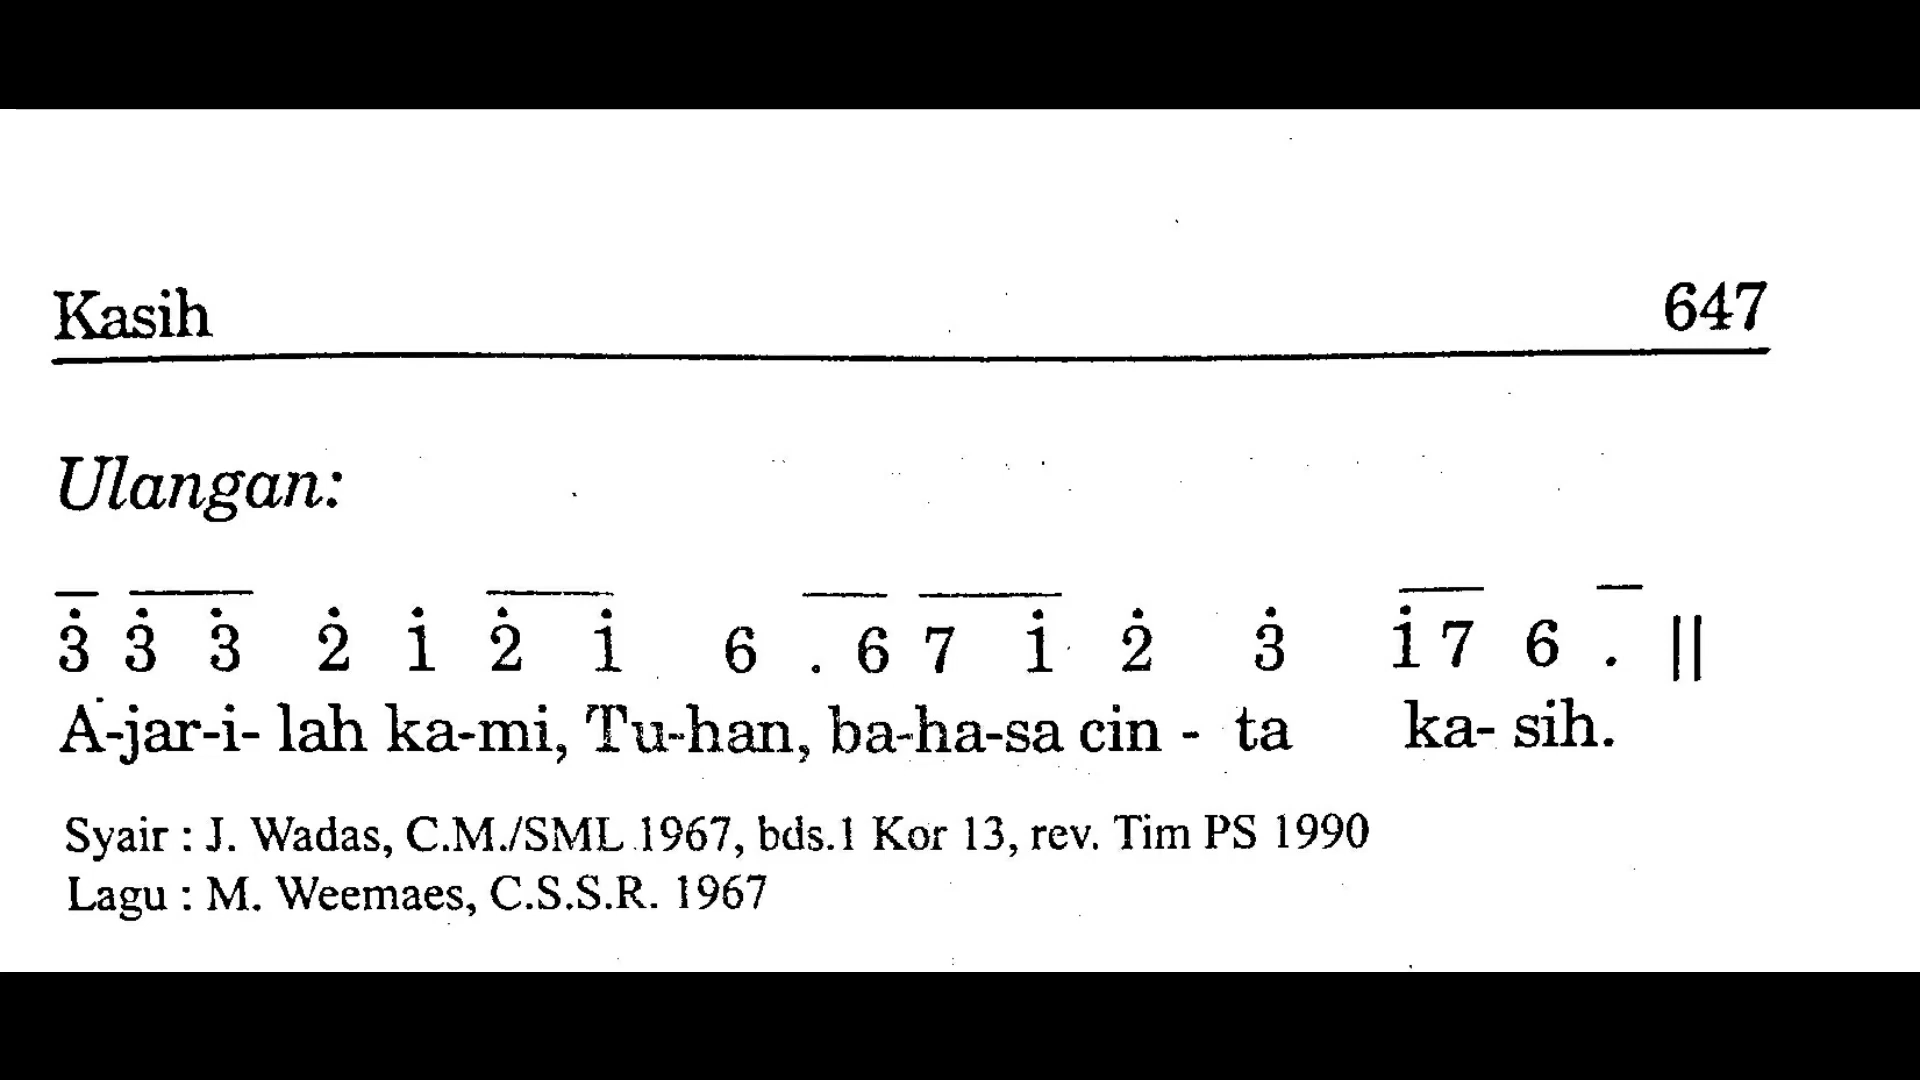 Kasih 647
Ulangan:
3̇ 3̇ 3̇ 2̇ 1̇ 2̇ 1̇ 6 . 6 7 1̇ 2̇ 3̇ 1̇ 7 6 . ||
A-jar-i- lah ka-mi, Tu-han, ba-ha-sa cin - ta ka- sih.
Syair : J. Wadas, C.M./SML 1967, bds.1 Kor 13, rev. Tim PS 1990
Lagu : M. Weemaes, C.S.S.R. 1967